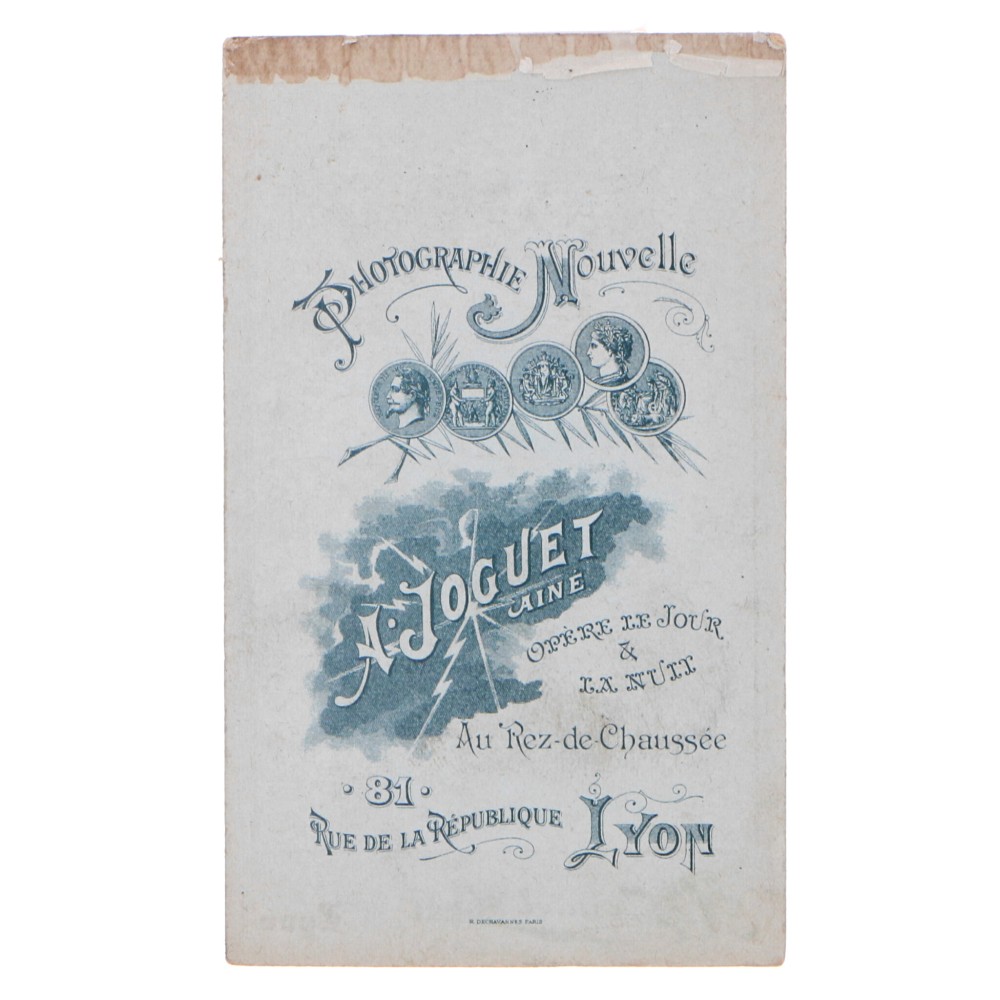 Photographie Nouvelle
A. Joguet
Ainé
Opère le Jour
&
la Nuit
Au Rez-de-Chaussée
· 81 ·
Rue de la République
Lyon